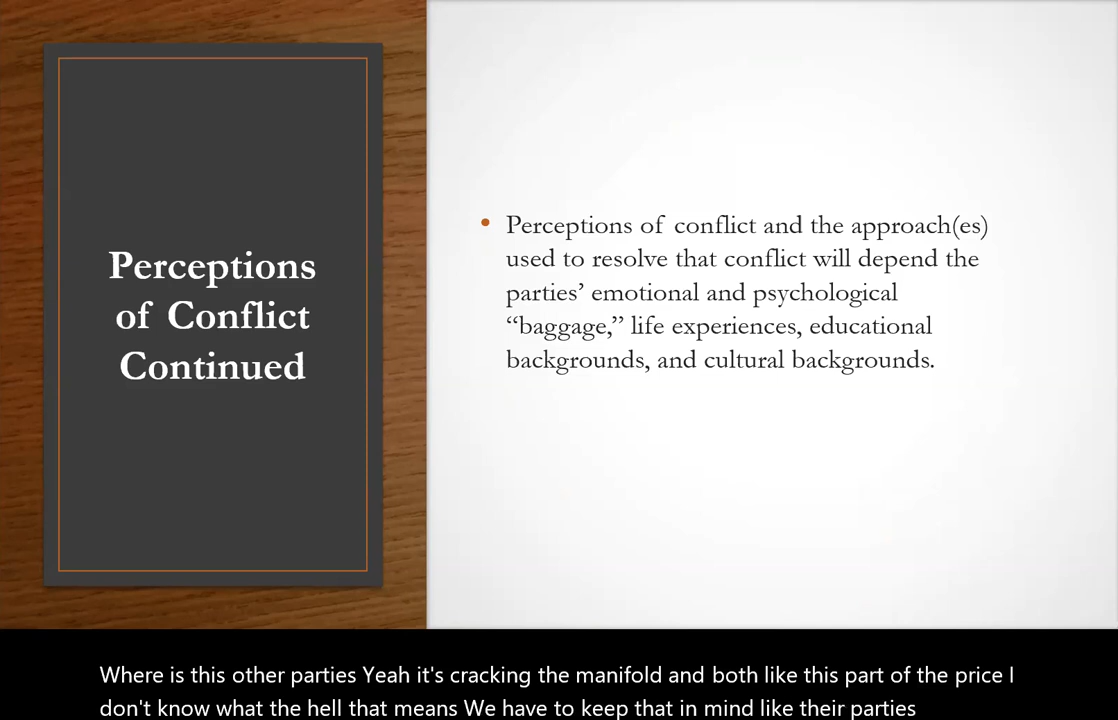 Perceptions
of Conflict
Continued
• Perceptions of conflict and the approach(es)
used to resolve that conflict will depend the
parties’ emotional and psychological
“baggage,” life experiences, educational
backgrounds, and cultural backgrounds.
Where is this other parties Yeah it's cracking the manifold and both like this part of the price I
don't know what the hell that means We have to keep that in mind like their parties